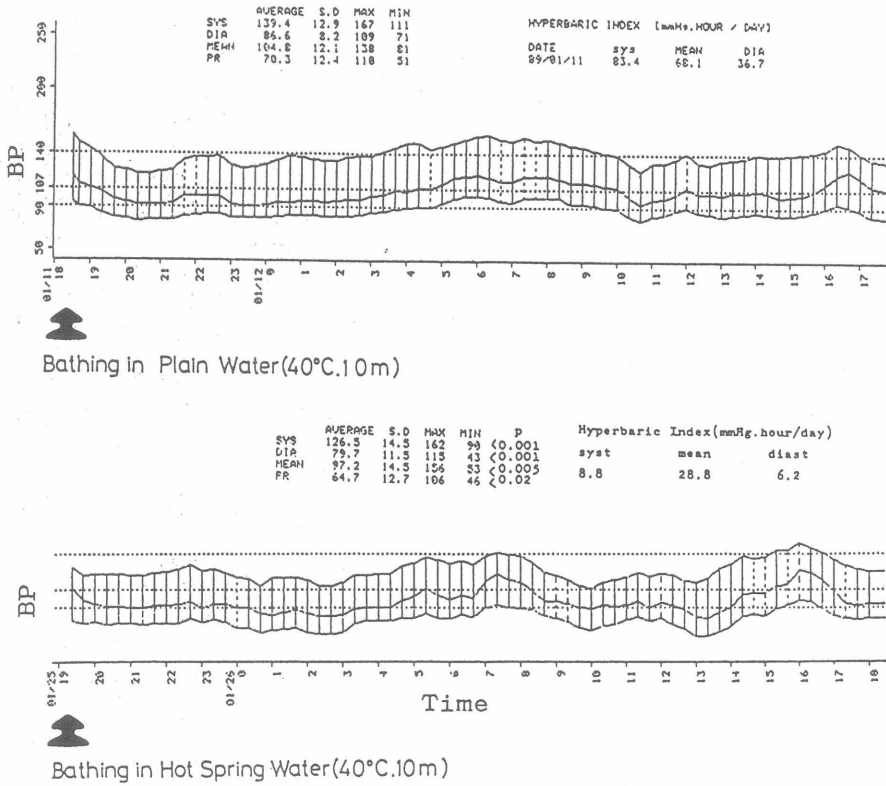 AVERAGE S.D MAX MIN
SYS 139.4 12.9 167 111
DIA 86.6 8.2 109 71
MEAN 104.8 12.1 138 81
PR 70.3 12.4 118 51
HYPERBARIC INDEX (mmHg.HOUR / DAY)
DATE sys MEAN DIA
89/01/11 83.4 68.1 36.7
BP
250
200
140
107
90
50
01/11 18 19 20 21 22 23 01/12 0 1 2 3 4 5 6 7 8 9 10 11 12 13 14 15 16 17
Bathing in Plain Water(40°C.10m)
AVERAGE S.D MAX MIN P
SYS 126.5 14.5 162 90 <0.001
DIA 79.7 11.5 115 43 <0.001
MEAN 97.2 14.5 156 53 <0.005
PR 64.7 12.7 106 46 <0.02
Hyperbaric Index(mmHg.hour/day)
syst mean diast
8.8 28.8 6.2
BP
01/25 19 20 21 22 23 01/26 0 1 2 3 4 5 6 7 8 9 10 11 12 13 14 15 16 17 18
Time
Bathing in Hot Spring Water(40°C.10m)